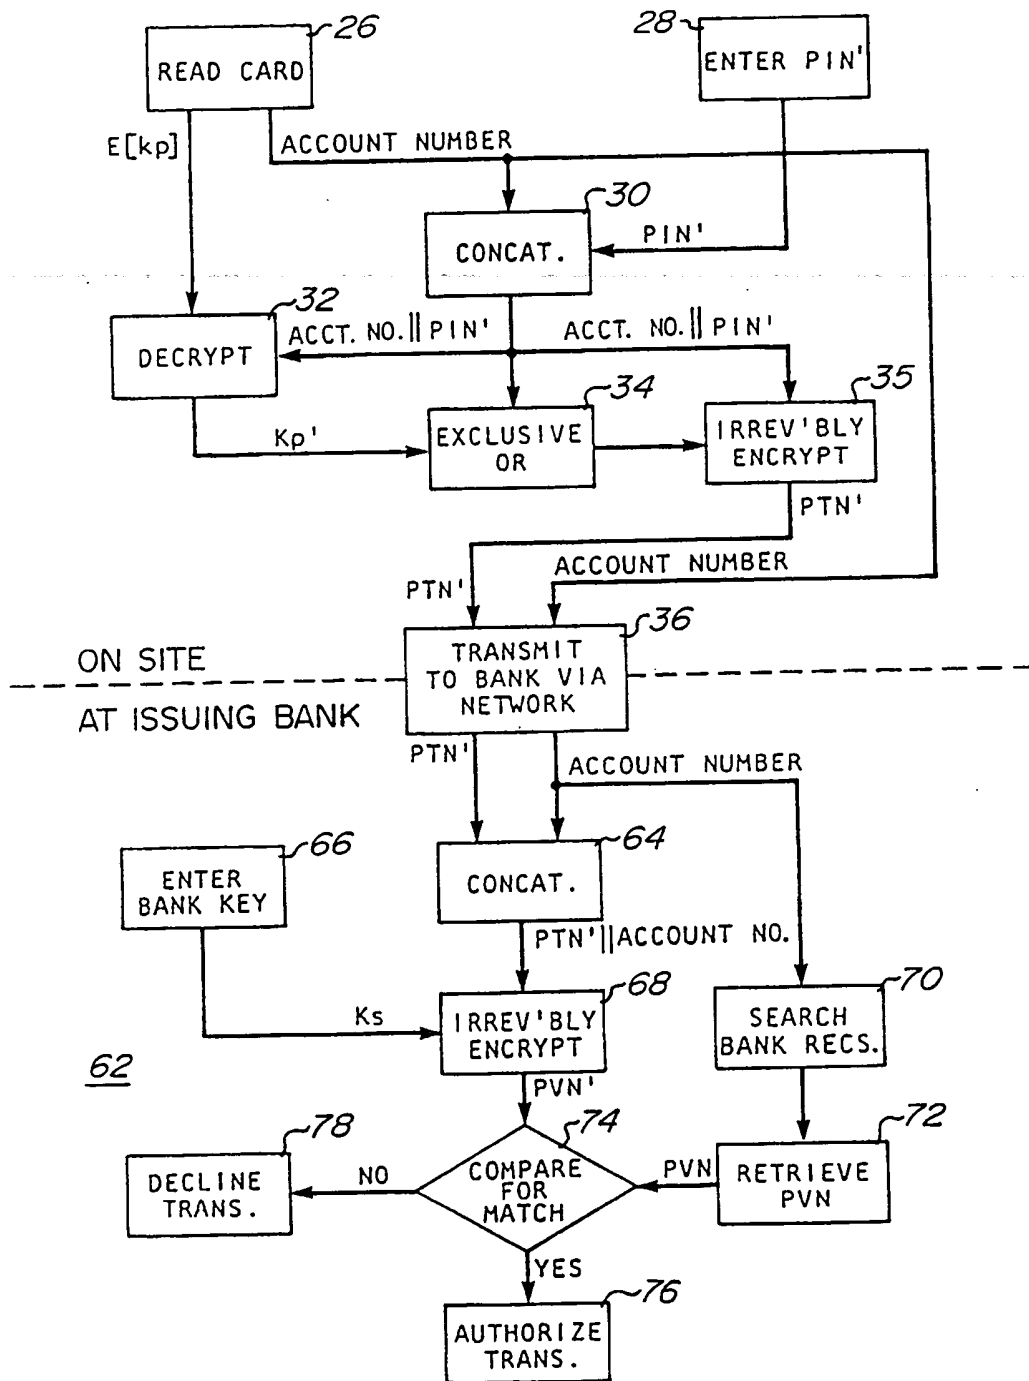 26
READ CARD
28
ENTER PIN'
E[kp]
ACCOUNT NUMBER
30
CONCAT.
PIN'
32
DECRYPT
ACCT. NO.||PIN'
ACCT. NO.||PIN'
34
EXCLUSIVE
OR
35
IRREV'BLY
ENCRYPT
Kp'
PTN'
PTN'
ACCOUNT NUMBER
36
TRANSMIT
TO BANK VIA
NETWORK
ON SITE
AT ISSUING BANK
PTN'
ACCOUNT NUMBER
64
CONCAT.
66
ENTER
BANK KEY
PTN'||ACCOUNT NO.
68
IRREV'BLY
ENCRYPT
Ks
70
SEARCH
BANK RECS.
62
PVN'
72
RETRIEVE
PVN
74
COMPARE
FOR
MATCH
PVN
NO
78
DECLINE
TRANS.
YES
76
AUTHORIZE
TRANS.